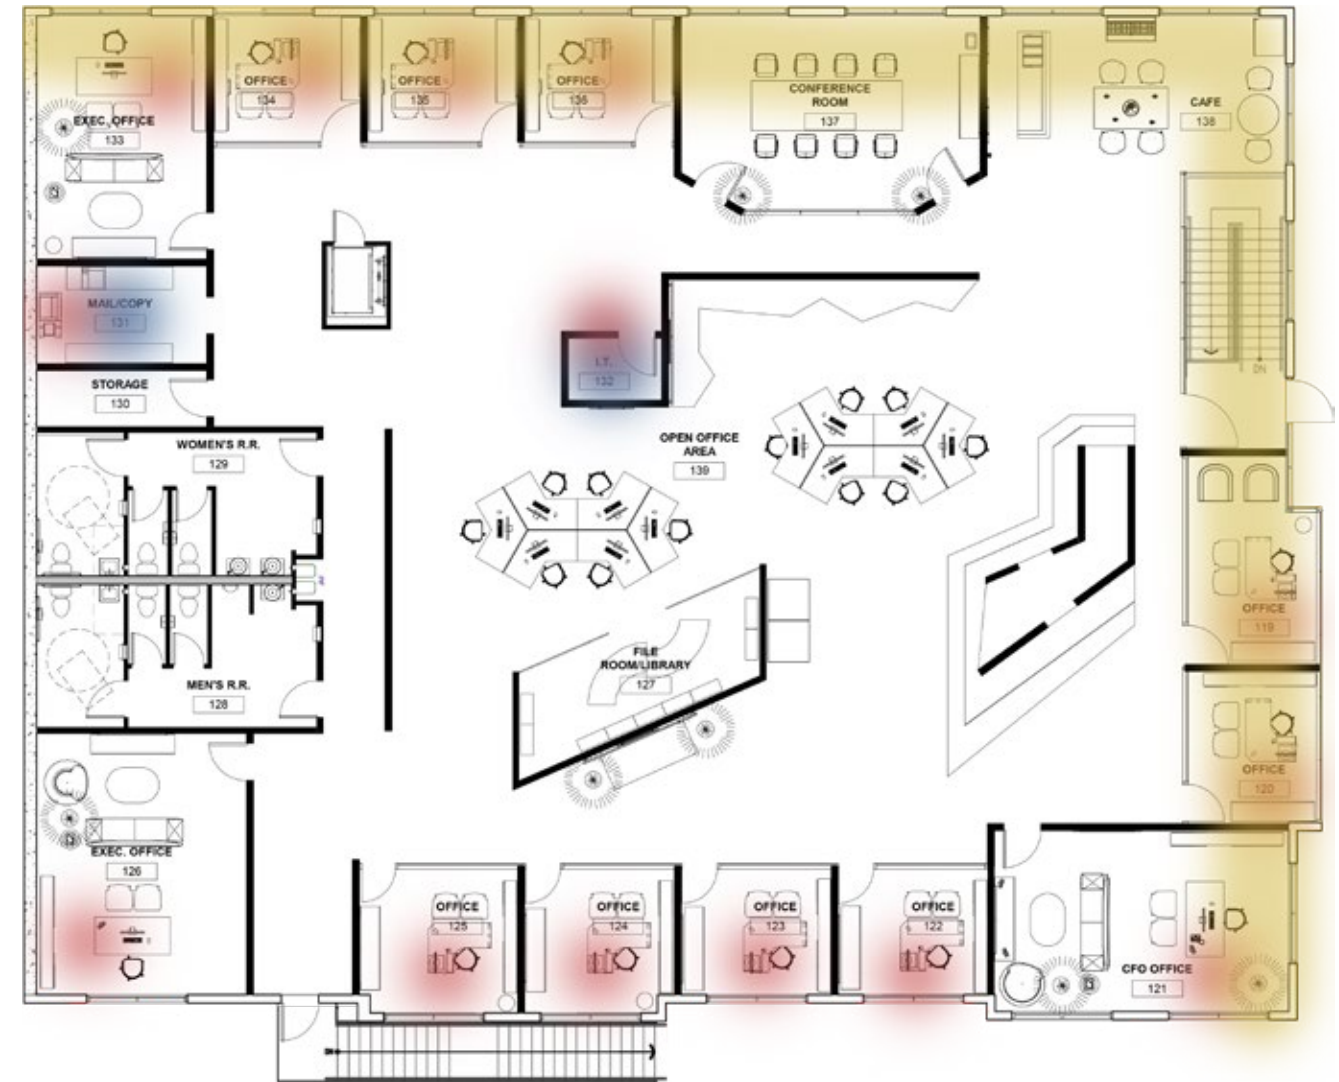 EXEC. OFFICE
133
OFFICE
134
OFFICE
135
OFFICE
136
CONFERENCE
ROOM
137
CAFE
138
MAIL/COPY
131
STORAGE
130
I.T.
132
DN
OPEN OFFICE
AREA
139
WOMEN'S R.R.
129
MEN'S R.R.
128
FILE
ROOM/LIBRARY
127
OFFICE
119
OFFICE
120
EXEC. OFFICE
126
OFFICE
125
OFFICE
124
OFFICE
123
OFFICE
122
CFO OFFICE
121